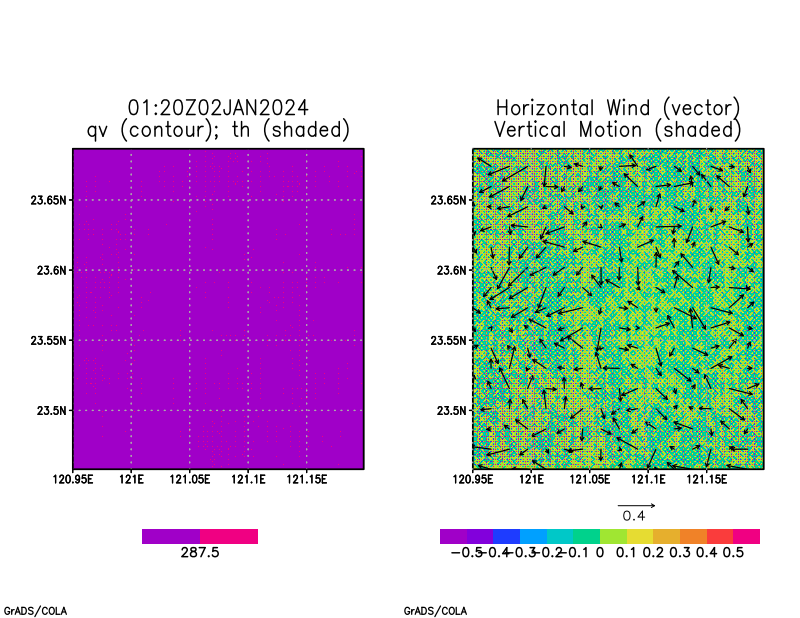 01:20Z02JAN2024
qv (contour); th (shaded)
23.65N
23.6N
23.55N
23.5N
120.95E 121E 121.05E 121.1E 121.15E
287.5
Horizontal Wind (vector)
Vertical Motion (shaded)
23.65N
23.6N
23.55N
23.5N
120.95E 121E 121.05E 121.1E 121.15E
0.4
-0.5 -0.4 -0.3 -0.2 -0.1 0 0.1 0.2 0.3 0.4 0.5
GrADS/COLA
GrADS/COLA